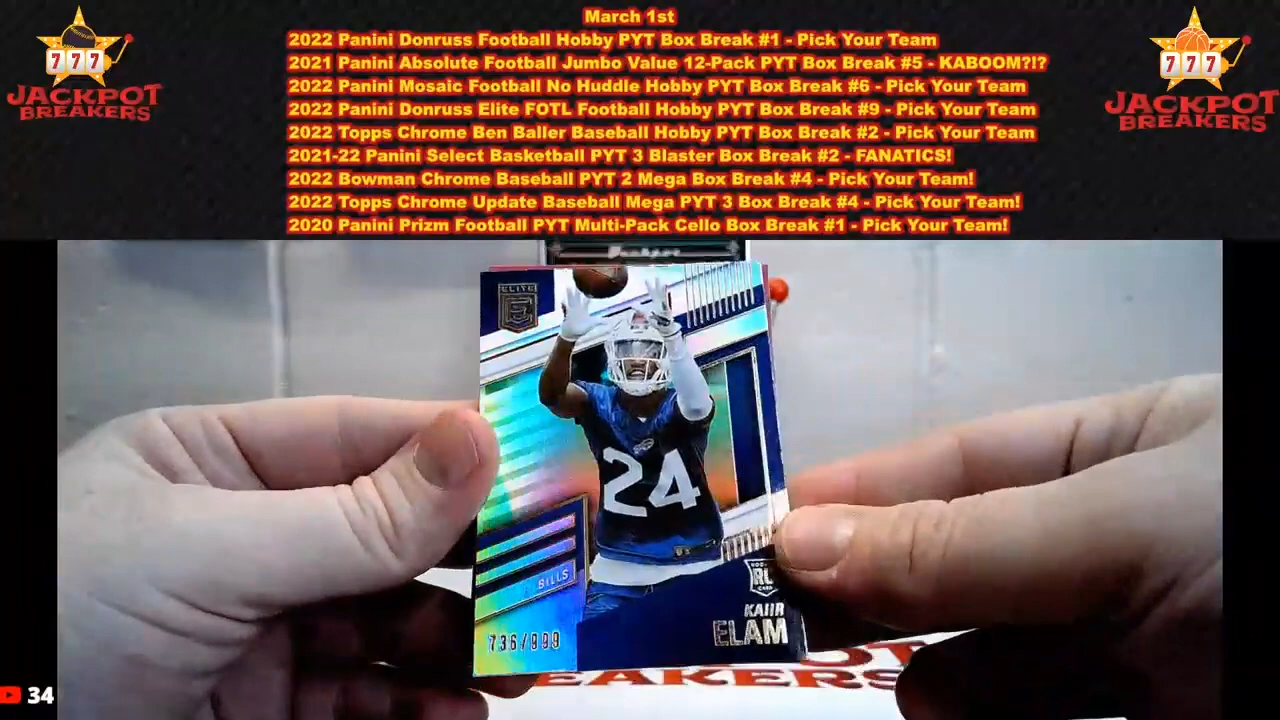 March 1st
2022 Panini Donruss Football Hobby PYT Box Break #1 - Pick Your Team
2021 Panini Absolute Football Jumbo Value 12-Pack PYT Box Break #5 - KABOOM?!?
2022 Panini Mosaic Football No Huddle Hobby PYT Box Break #6 - Pick Your Team
2022 Panini Donruss Elite FOTL Football Hobby PYT Box Break #9 - Pick Your Team
2022 Topps Chrome Ben Baller Baseball Hobby PYT Box Break #2 - Pick Your Team
2021-22 Panini Select Basketball PYT 3 Blaster Box Break #2 - FANATICS!
2022 Bowman Chrome Baseball PYT 2 Mega Box Break #4 - Pick Your Team!
2022 Topps Chrome Update Baseball Mega PYT 3 Box Break #4 - Pick Your Team!
2020 Panini Prizm Football PYT Multi-Pack Cello Box Break #1 - Pick Your Team!
777
JACKPOT
BREAKERS
777
JACKPOT
BREAKERS
ELITE
E
24
BILLS
RC
KAIIR
ELAM
736/899
BREAKERS
34